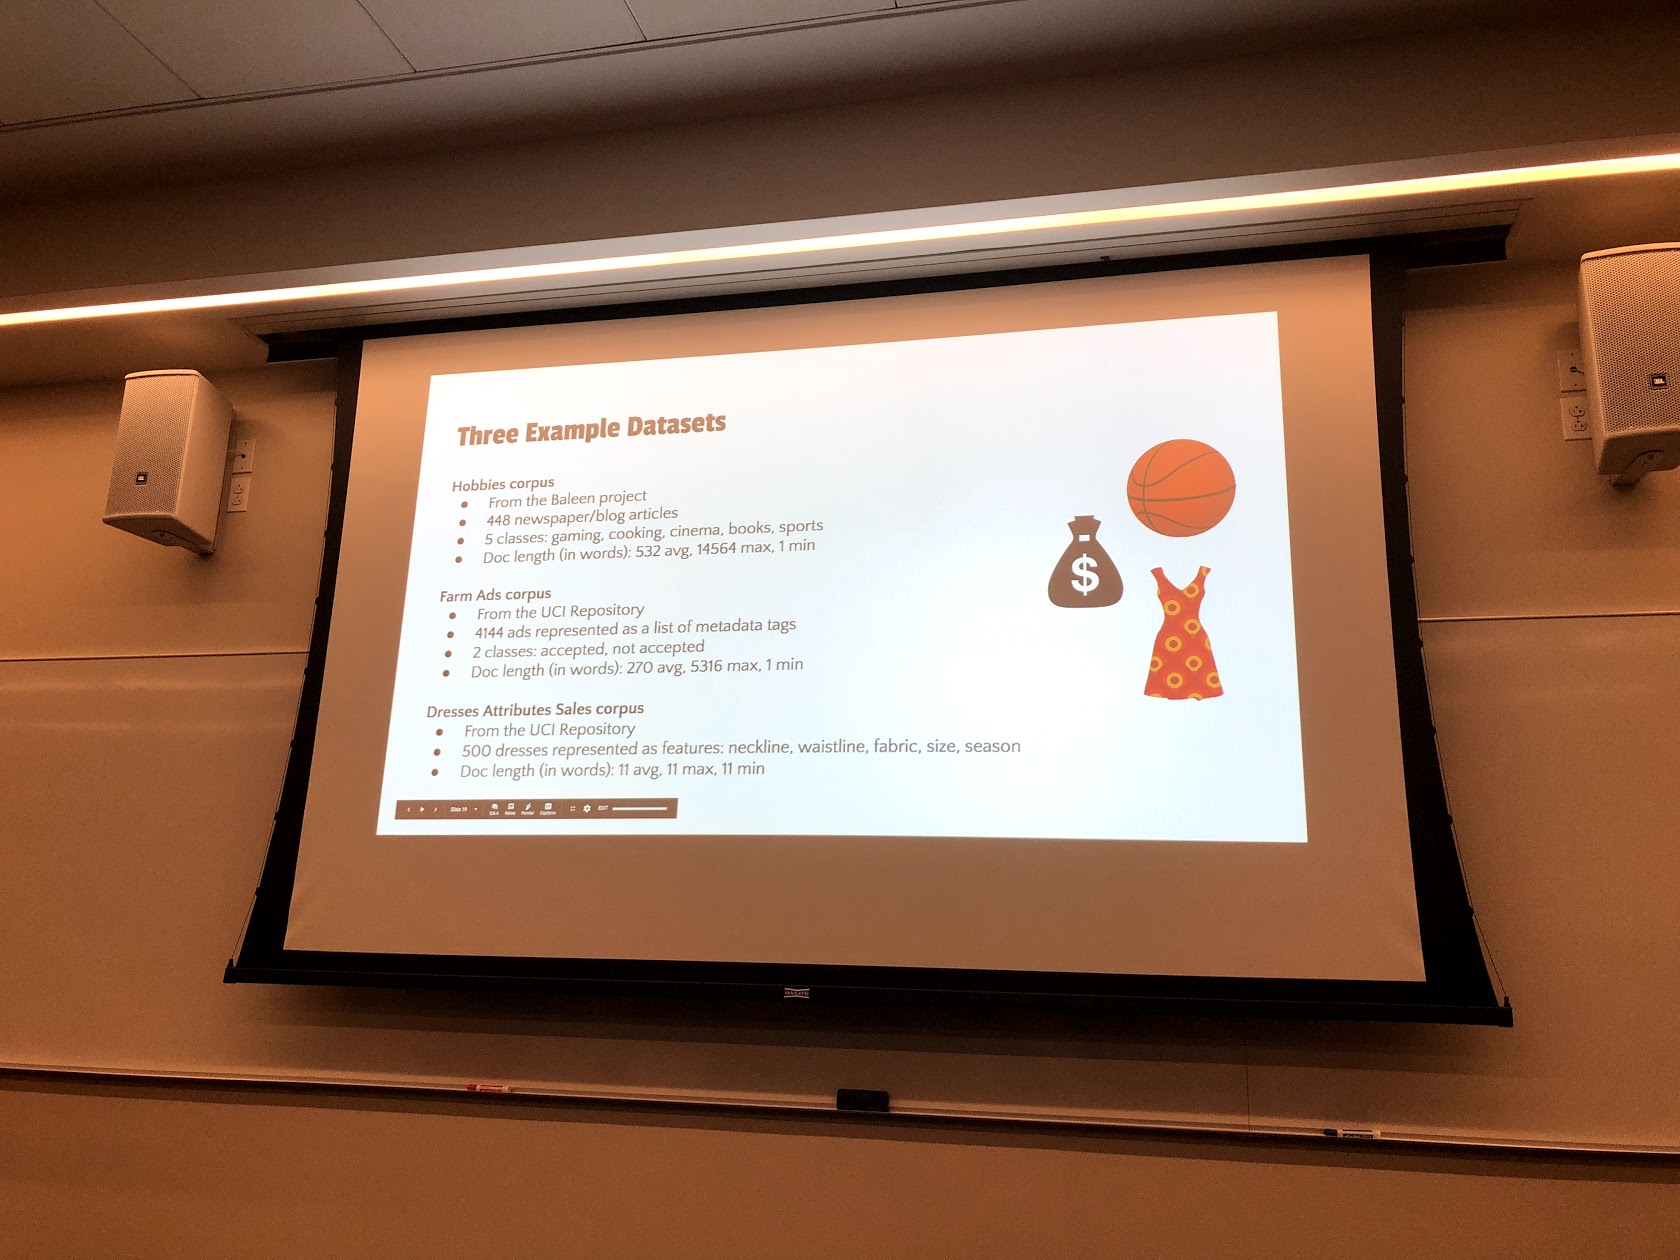 Three Example Datasets
Hobbies corpus
● From the Baleen project
● 448 newspaper/blog articles
● 5 classes: gaming, cooking, cinema, books, sports
● Doc length (in words): 532 avg, 14564 max, 1 min
$
Farm Ads corpus
● From the UCI Repository
● 4144 ads represented as a list of metadata tags
● 2 classes: accepted, not accepted
● Doc length (in words): 270 avg, 5316 max, 1 min
Dresses Attributes Sales corpus
● From the UCI Repository
● 500 dresses represented as features: neckline, waistline, fabric, size, season
● Doc length (in words): 11 avg, 11 max, 11 min
Slide 19
Q&A Notes Pointer Captions EXIT
JBL
DA-LITE